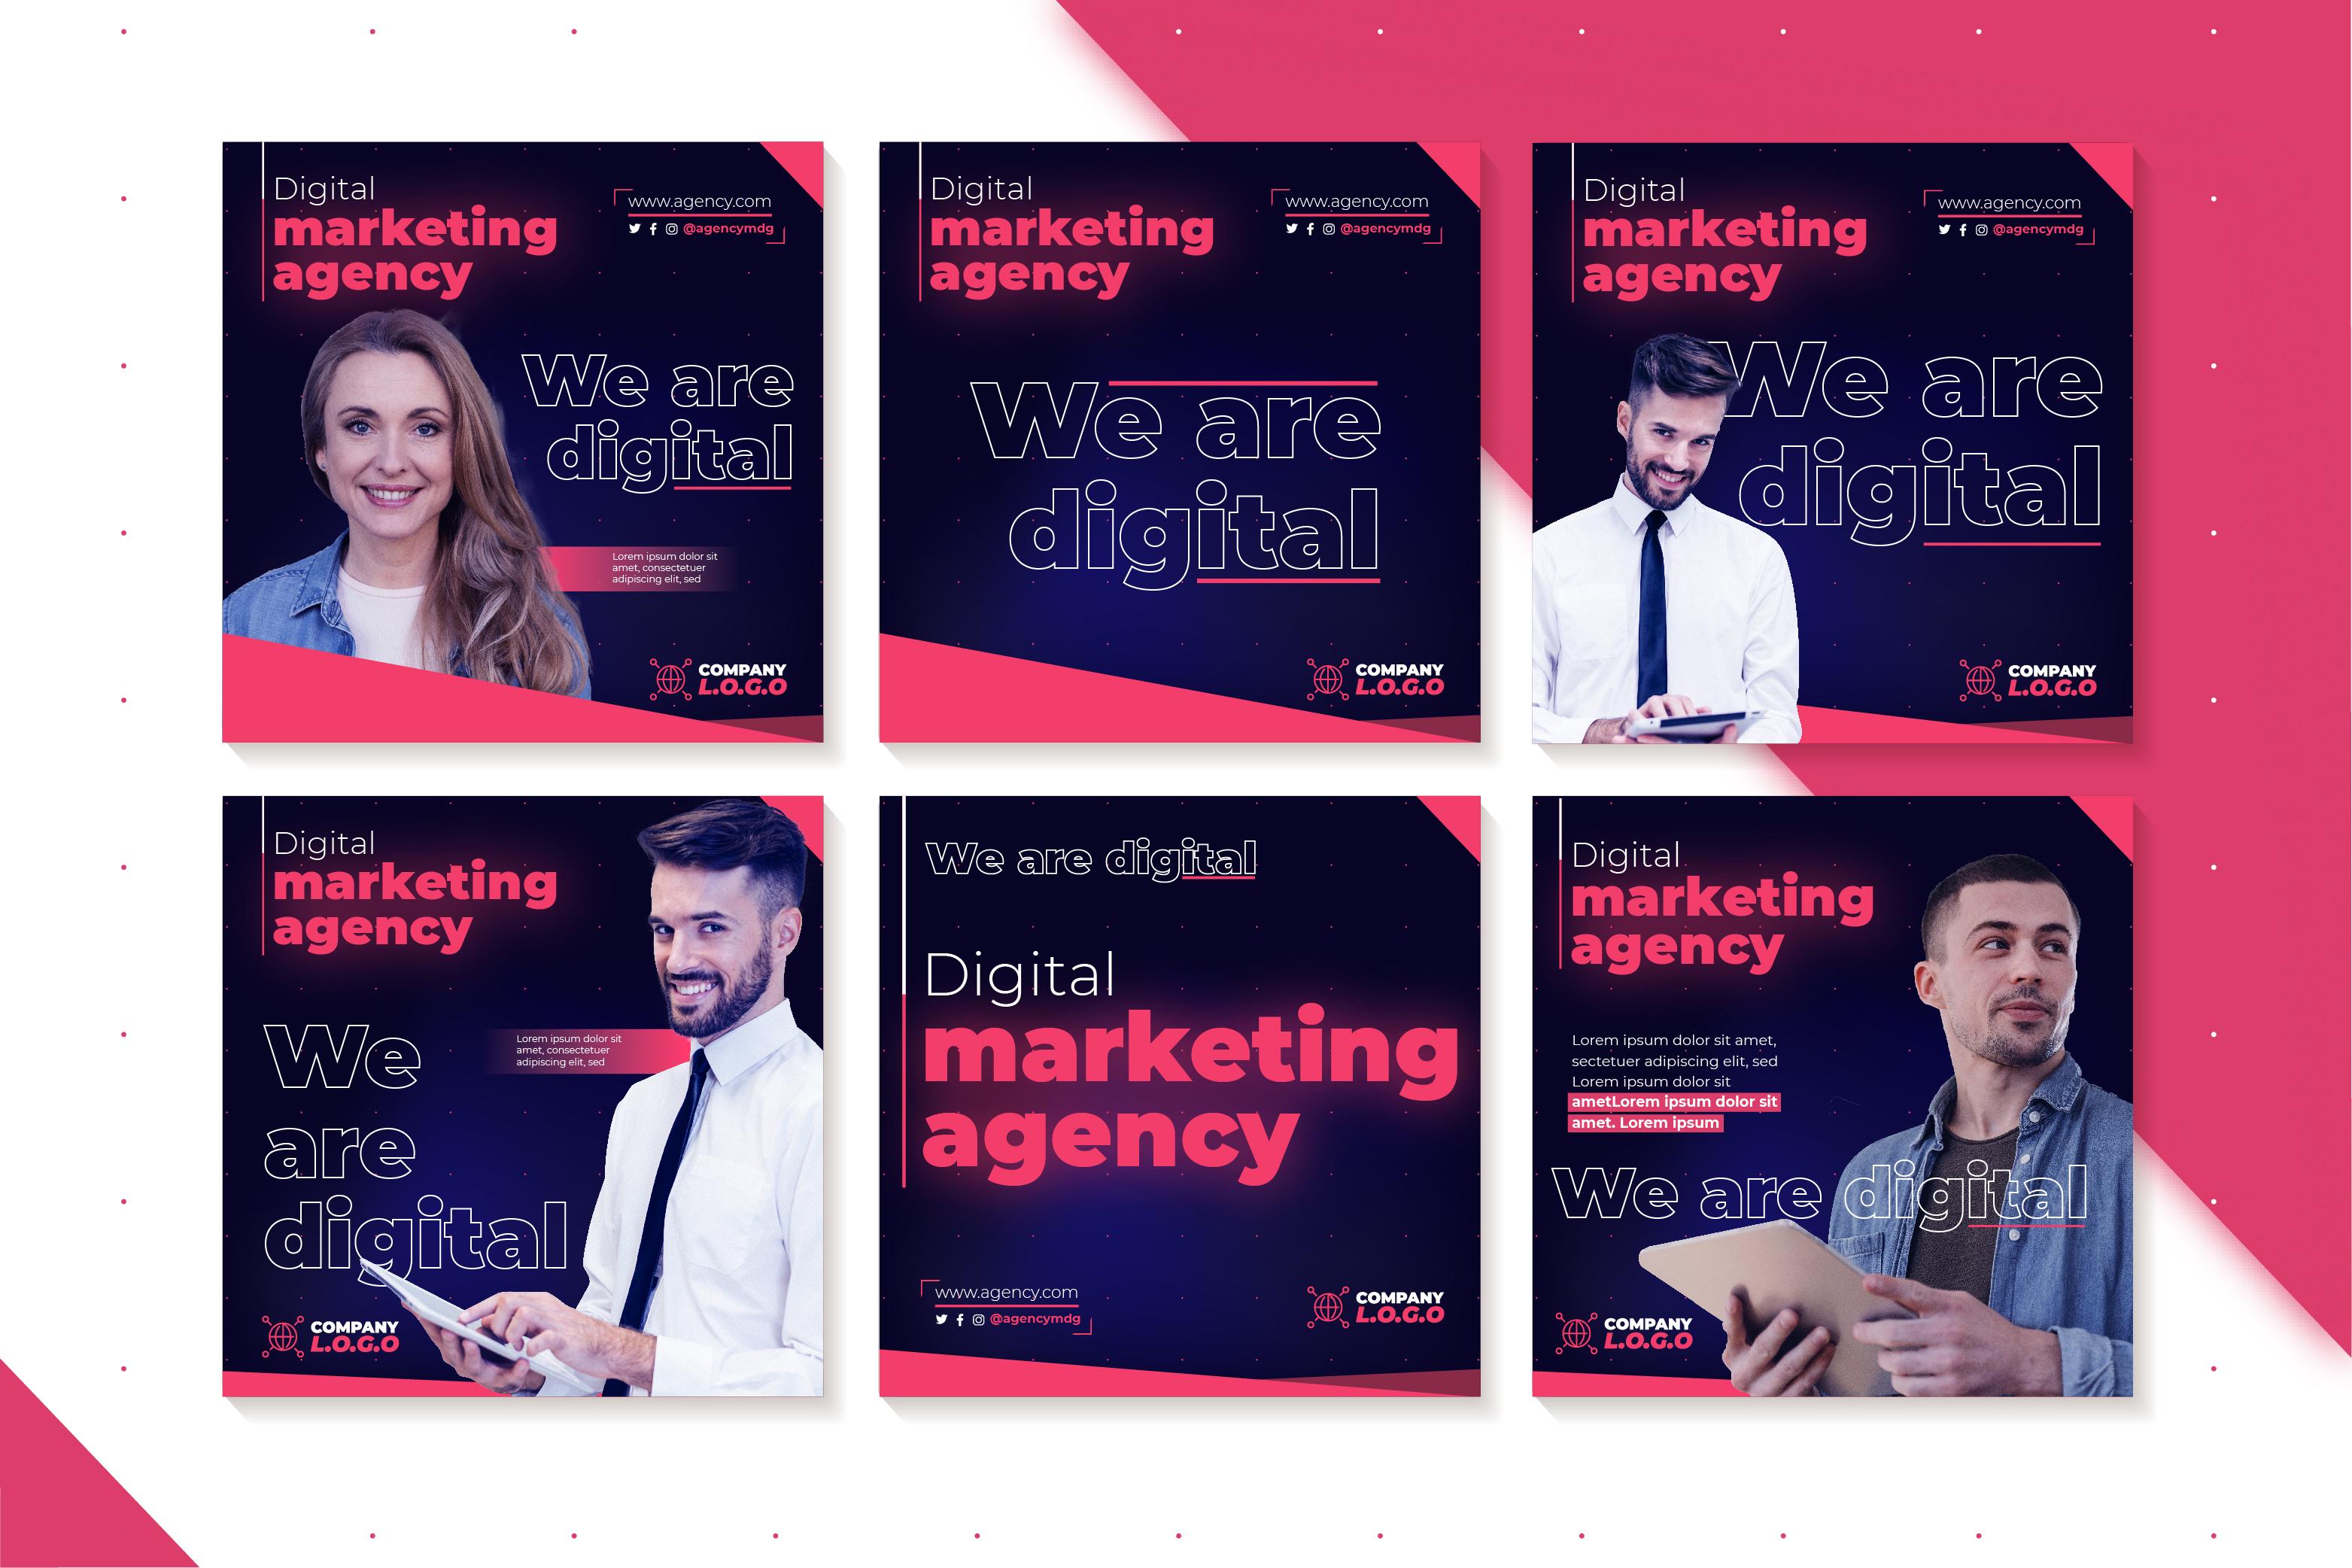 Digital
marketing
agency
www.agency.com
@agencymdg
We are
digital
Lorem ipsum dolor sit
amet, consectetuer
adipiscing elit, sed
COMPANY
L.O.G.O
Digital
marketing
agency
www.agency.com
@agencymdg
We are
digital
COMPANY
L.O.G.O
Digital
marketing
agency
www.agency.com
@agencymdg
We are
digital
COMPANY
L.O.G.O
Digital
marketing
agency
We
are
digital
Lorem ipsum dolor sit
amet, consectetuer
adipiscing elit, sed
COMPANY
L.O.G.O
We are digital
Digital
marketing
agency
www.agency.com
@agencymdg
COMPANY
L.O.G.O
Digital
marketing
agency
Lorem ipsum dolor sit amet,
sectetuer adipiscing elit, sed
Lorem ipsum dolor sit
ametLorem ipsum dolor sit
amet. Lorem ipsum
We are digital
COMPANY
L.O.G.O